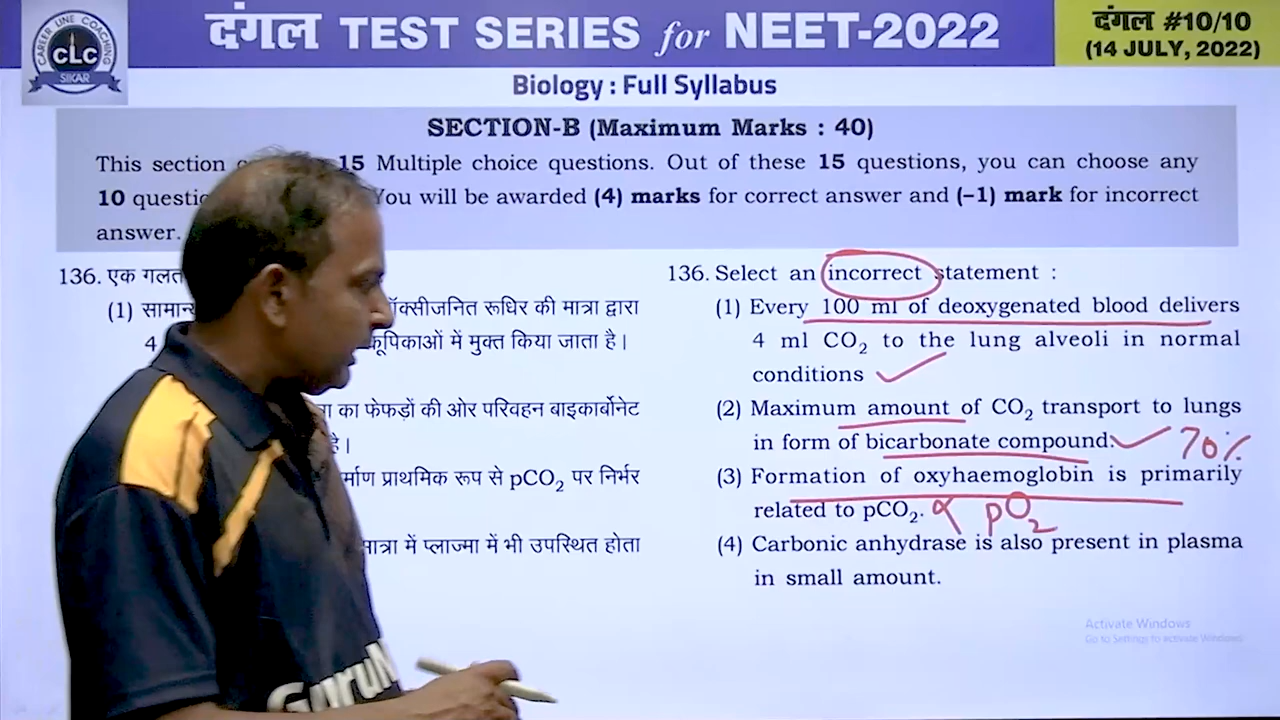 दंगल TEST SERIES for NEET-2022
दंगल #10/10
(14 JULY, 2022)
CAREER LINE COACHING
CLC
SIKAR
Biology : Full Syllabus
SECTION-B (Maximum Marks : 40)
This section 15 Multiple choice questions. Out of these 15 questions, you can choose any
10 You will be awarded (4) marks for correct answer and (–1) mark for incorrect
answer.
136. एक गलत
(1) रूधिर की मात्रा द्वारा
4 में मुक्त किया जाता है।
का फेफड़ों की ओर परिवहन बाइकार्बोनेट
है।
प्राथमिक रूप से pCO₂ पर निर्भर
मात्रा में प्लाज्मा में भी उपस्थित होता
136. Select an incorrect statement :
(1) Every 100 ml of deoxygenated blood delivers
4 ml CO₂ to the lung alveoli in normal
conditions
(2) Maximum amount of CO₂ transport to lungs
in form of bicarbonate compound. 70%
(3) Formation of oxyhaemoglobin is primarily
related to pCO₂. ∝ pO₂
(4) Carbonic anhydrase is also present in plasma
in small amount.
Activate Windows
Go to Settings to activate Windows.